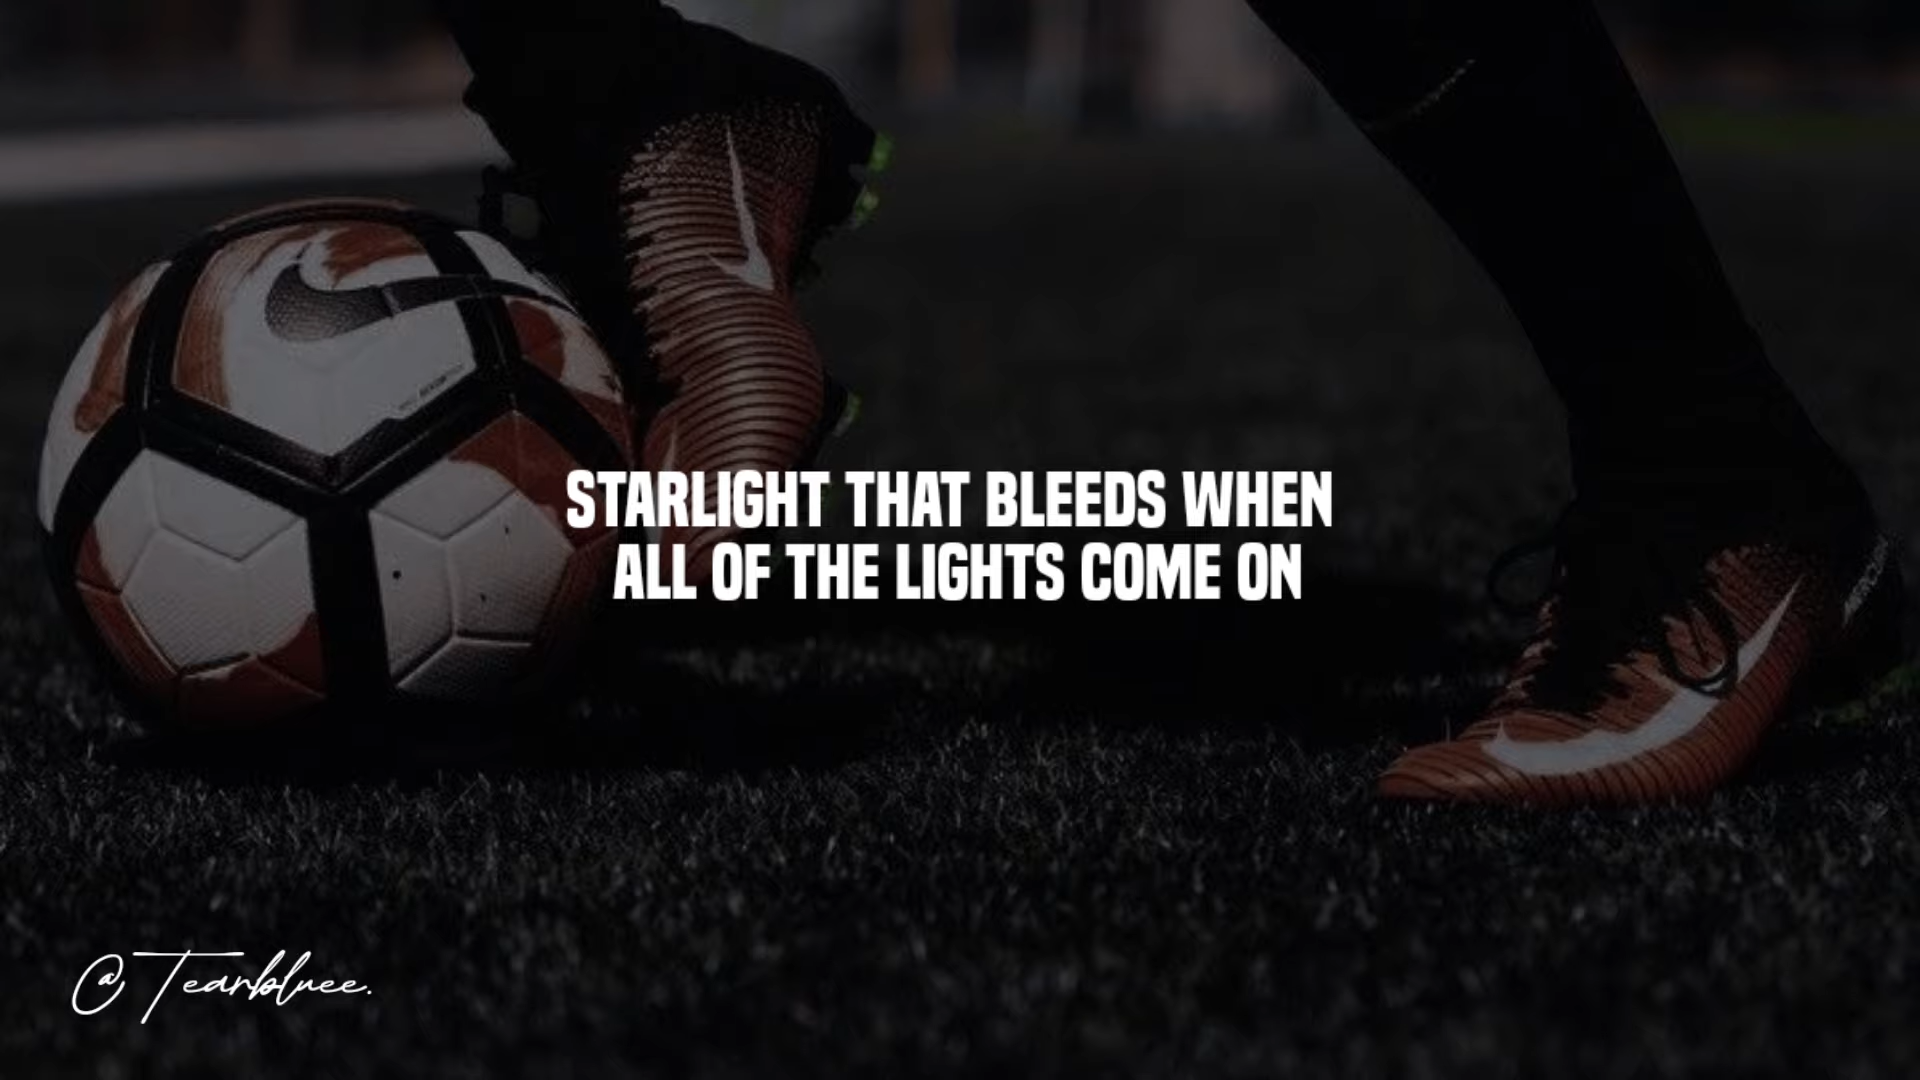 STARLIGHT THAT BLEEDS WHEN
ALL OF THE LIGHTS COME ON
@Tearbluee.